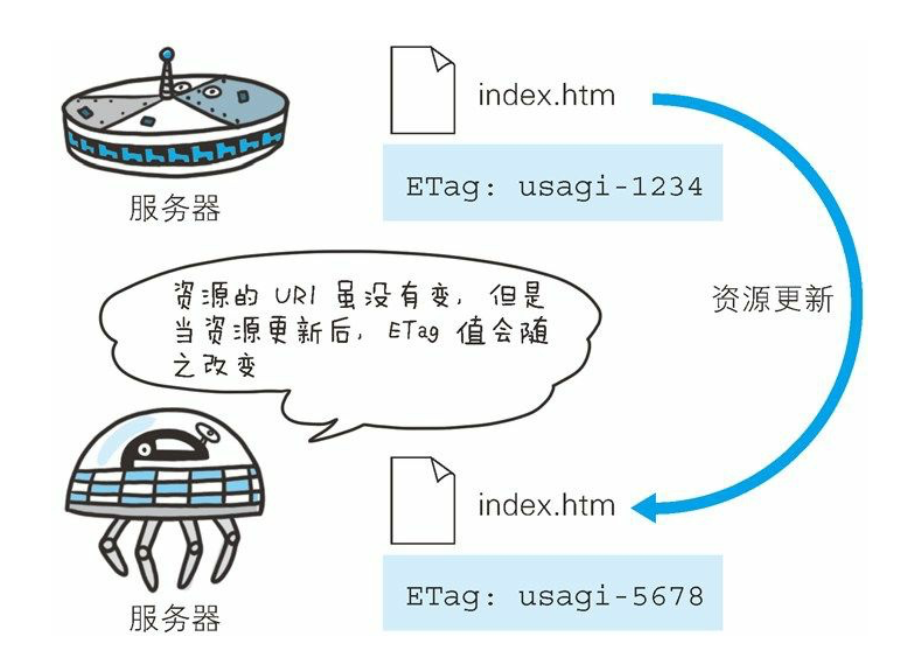 index.htm
ETag: usagi-1234
服务器
资源的 URI 虽没有变，但是
当资源更新后，ETag 值会随
之改变
资源更新
index.htm
ETag: usagi-5678
服务器